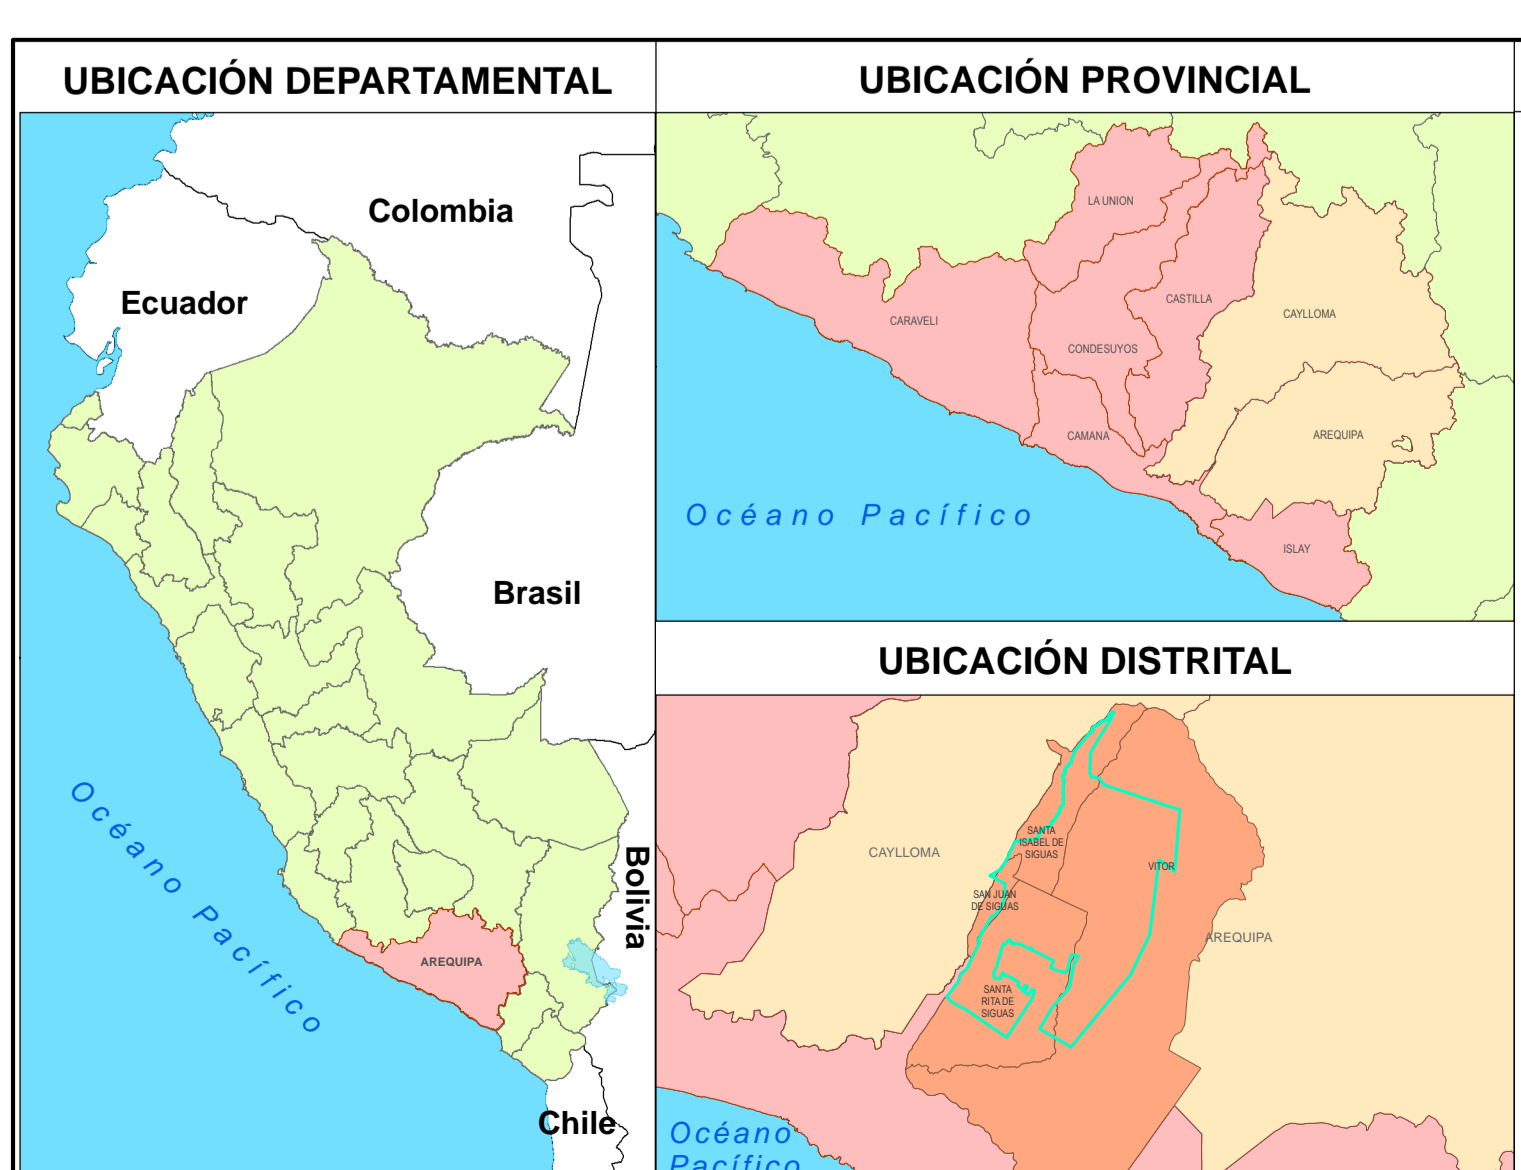 UBICACIÓN DEPARTAMENTAL
Colombia
Ecuador
Brasil
Océano Pacífico
AREQUIPA
Bolivia
Chile
UBICACIÓN PROVINCIAL
LA UNION
CASTILLA
CAYLLOMA
CARAVELI
CONDESUYOS
CAMANA
AREQUIPA
Océano Pacífico
ISLAY
UBICACIÓN DISTRITAL
SANTA
ISABEL DE
SIGUAS
CAYLLOMA
VITOR
SAN JUAN
DE SIGUAS
AREQUIPA
SANTA
RITA DE
SIGUAS
Océano
Pacífico